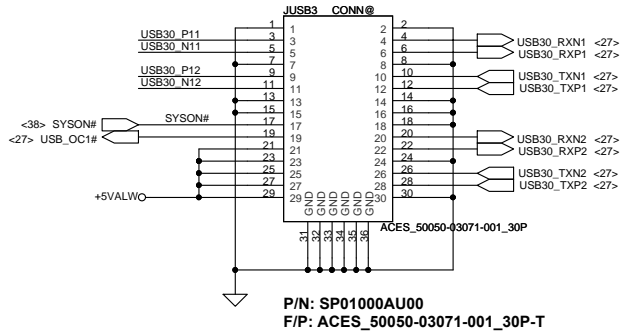 JUSB3 CONN@
1 1 2 2
USB30_P11 3 3 4 4 USB30_RXN1 <27>
USB30_N11 5 5 6 6 USB30_RXP1 <27>
7 7 8 8
USB30_P12 9 9 10 10 USB30_TXN1 <27>
USB30_N12 11 11 12 12 USB30_TXP1 <27>
13 13 14 14
15 15 16 16
<38> SYSON# SYSON# 17 17 18 18
<27> USB_OC1# 19 19 20 20 USB30_RXN2 <27>
21 21 22 22 USB30_RXP2 <27>
23 23 24 24
25 25 26 26 USB30_TXN2 <27>
27 27 28 28 USB30_TXP2 <27>
+5VALW 29 29 30 30
GND GND GND GND GND GND
31 32 33 34 35 36
ACES_50050-03071-001_30P
P/N: SP01000AU00
F/P: ACES_50050-03071-001_30P-T